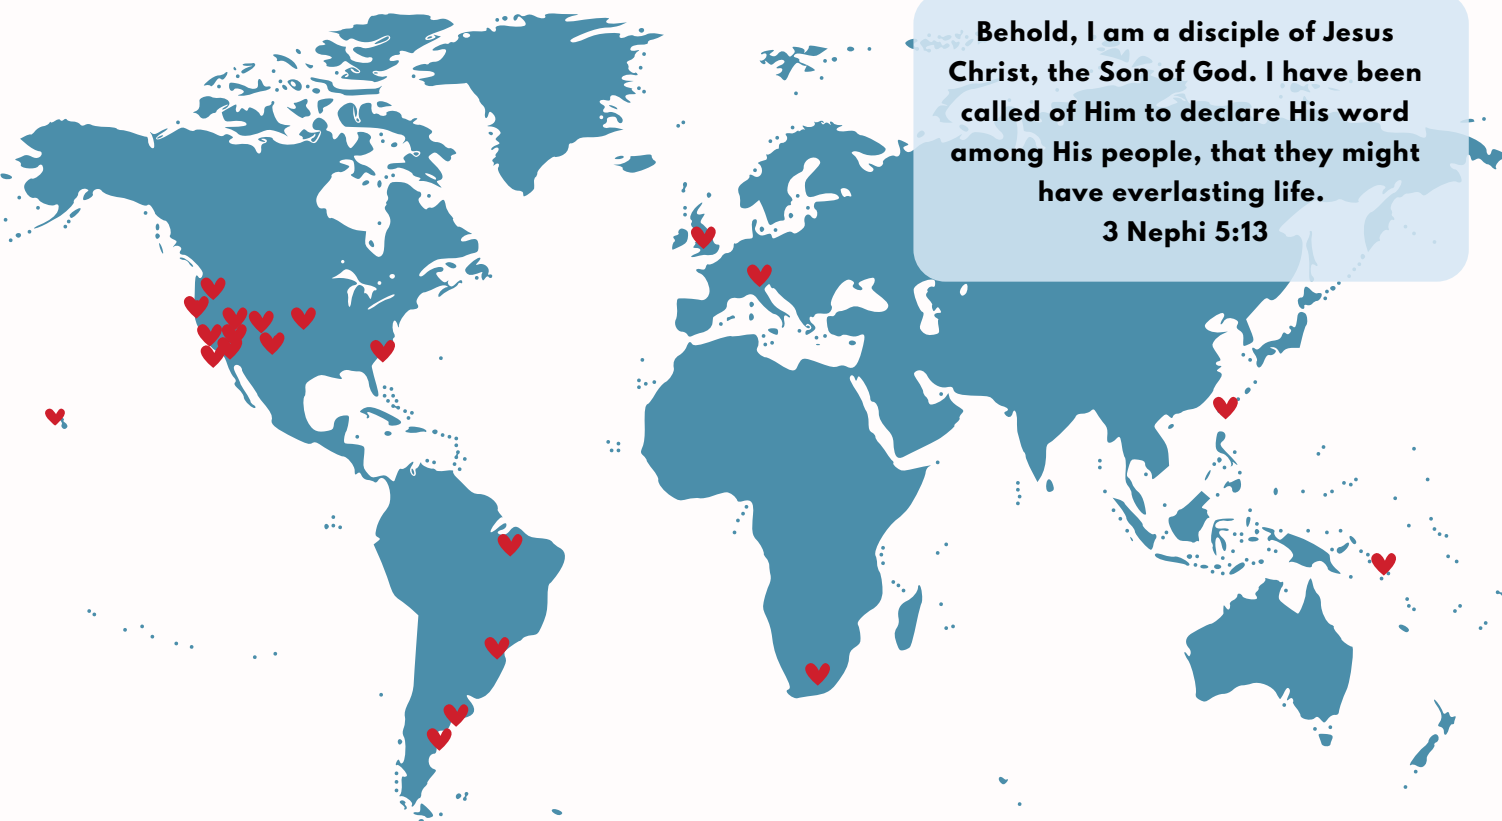 Behold, I am a disciple of Jesus
Christ, the Son of God. I have been
called of Him to declare His word
among His people, that they might
have everlasting life.
3 Nephi 5:13